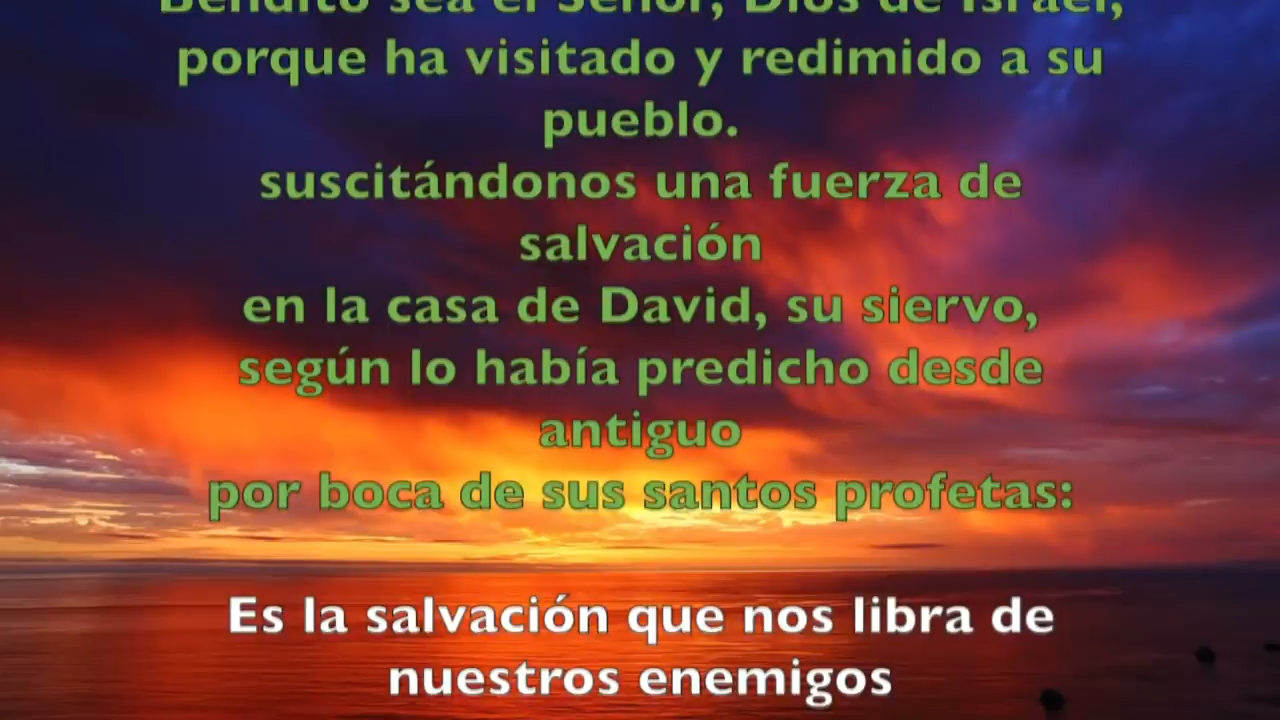 Bendito sea el Señor, Dios de Israel,
porque ha visitado y redimido a su
pueblo.
suscitándonos una fuerza de
salvación
en la casa de David, su siervo,
según lo había predicho desde
antiguo
por boca de sus santos profetas:
Es la salvación que nos libra de
nuestros enemigos